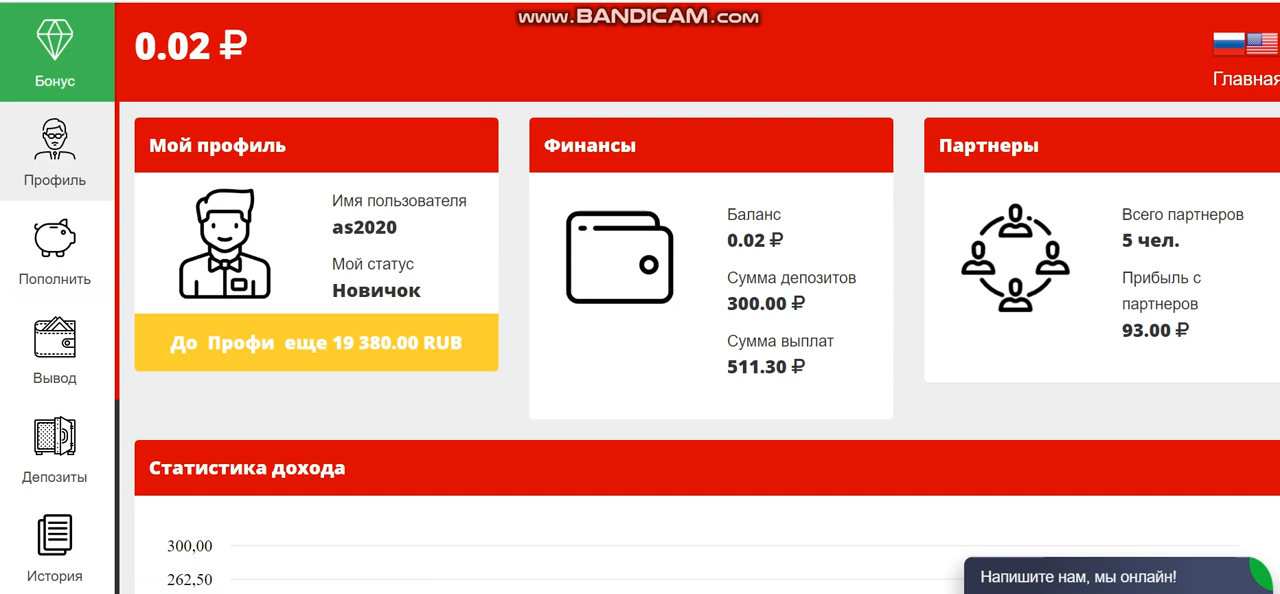 www.BANDICAM.com
0.02 ₽
Главная
Бонус
Профиль
Пополнить
Вывод
Депозиты
История
Мой профиль
Имя пользователя
as2020
Мой статус
Новичок
До Профи еще 19 380.00 RUB
Финансы
Баланс
0.02 ₽
Сумма депозитов
300.00 ₽
Сумма выплат
511.30 ₽
Партнеры
Всего партнеров
5 чел.
Прибыль с
партнеров
93.00 ₽
Статистика дохода
300,00
262,50
Напишите нам, мы онлайн!